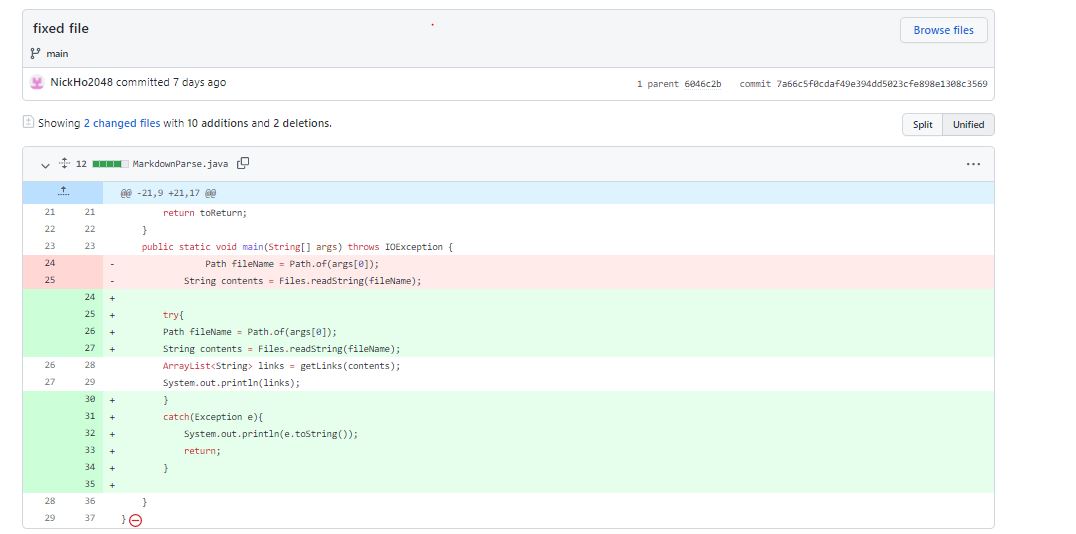 fixed file
Browse files
main
NickHo2048 committed 7 days ago 1 parent 6046c2b commit 7a66c5f0cdaf49e394dd5023cfe898e1308c3569
Showing 2 changed files with 10 additions and 2 deletions. Split Unified
12 MarkdownParse.java ...
@@ -21,9 +21,17 @@
21 21 return toReturn;
22 22 }
23 23 public static void main(String[] args) throws IOException {
24 - Path fileName = Path.of(args[0]);
25 - String contents = Files.readString(fileName);
24 +
25 + try{
26 + Path fileName = Path.of(args[0]);
27 + String contents = Files.readString(fileName);
26 28 ArrayList<String> links = getLinks(contents);
27 29 System.out.println(links);
30 + }
31 + catch(Exception e){
32 + System.out.println(e.toString());
33 + return;
34 + }
35 +
28 36 }
29 37 }